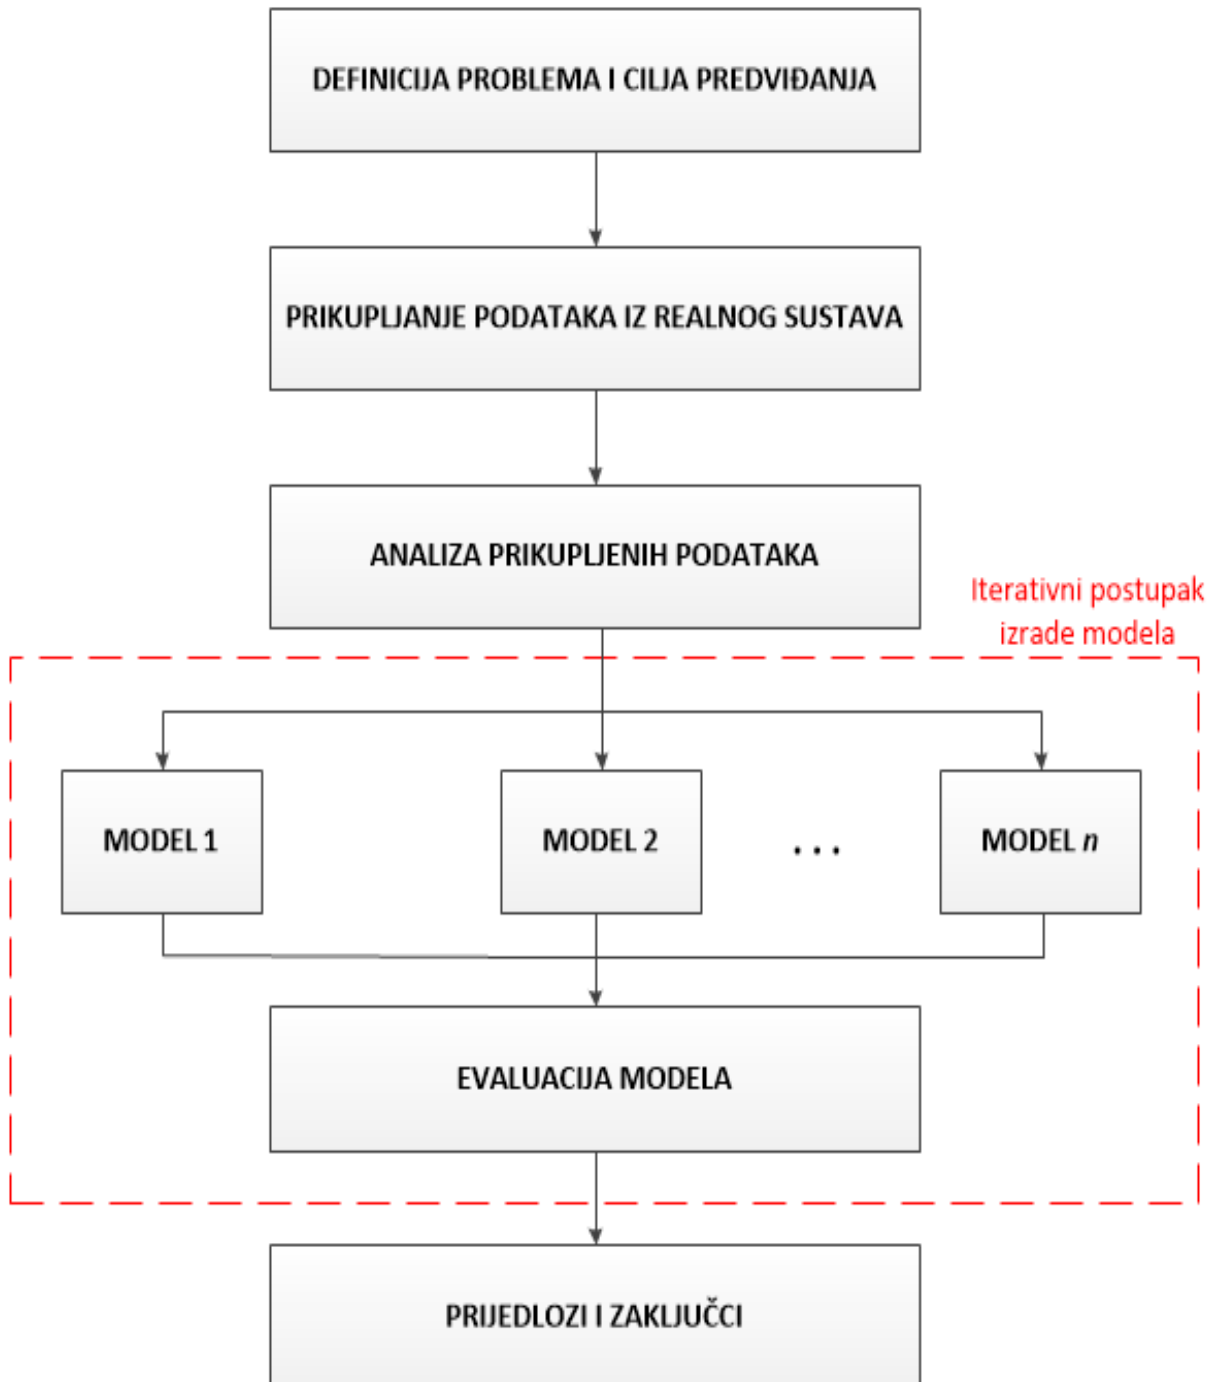 DEFINICIJA PROBLEMA I CILJA PREDVIĐANJA
PRIKUPLJANJE PODATAKA IZ REALNOG SUSTAVA
ANALIZA PRIKUPLJENIH PODATAKA
Iterativni postupak
izrade modela
MODEL 1
MODEL 2
. . .
MODEL n
EVALUACIJA MODELA
PRIJEDLOZI I ZAKLJUČCI